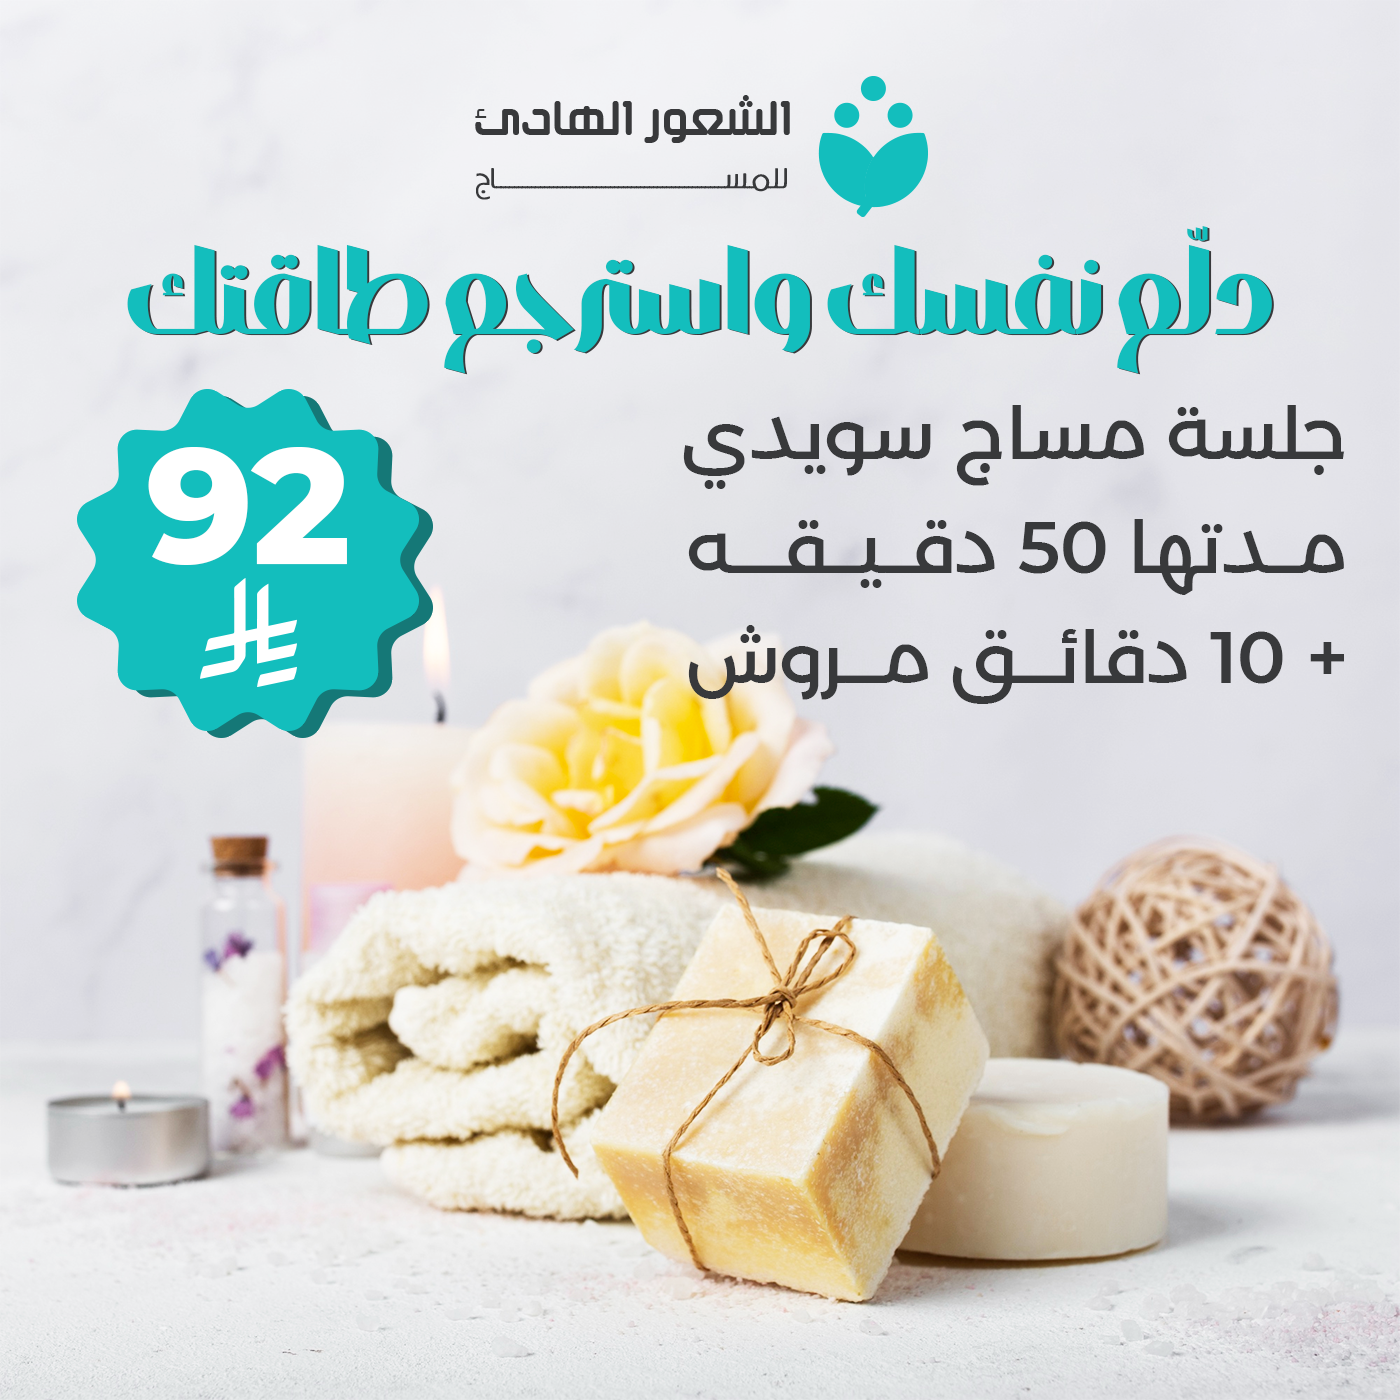 الشعور الهادئ
للمساج
دلّع نفسك واسترجع طاقتك
جلسة مساج سويدي
مدتها 50 دقيقه
+ 10 دقائق مروش
92 ⃁